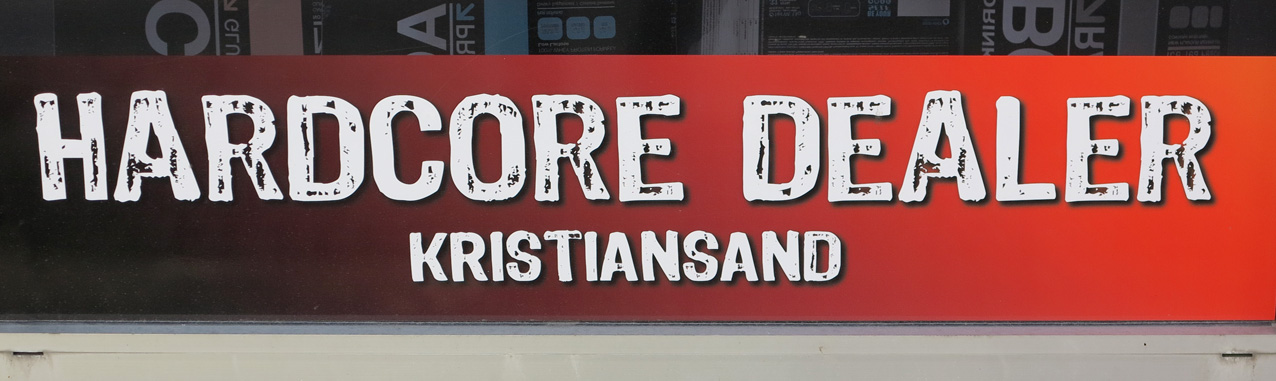 HARDCORE DEALER
KRISTIANSAND